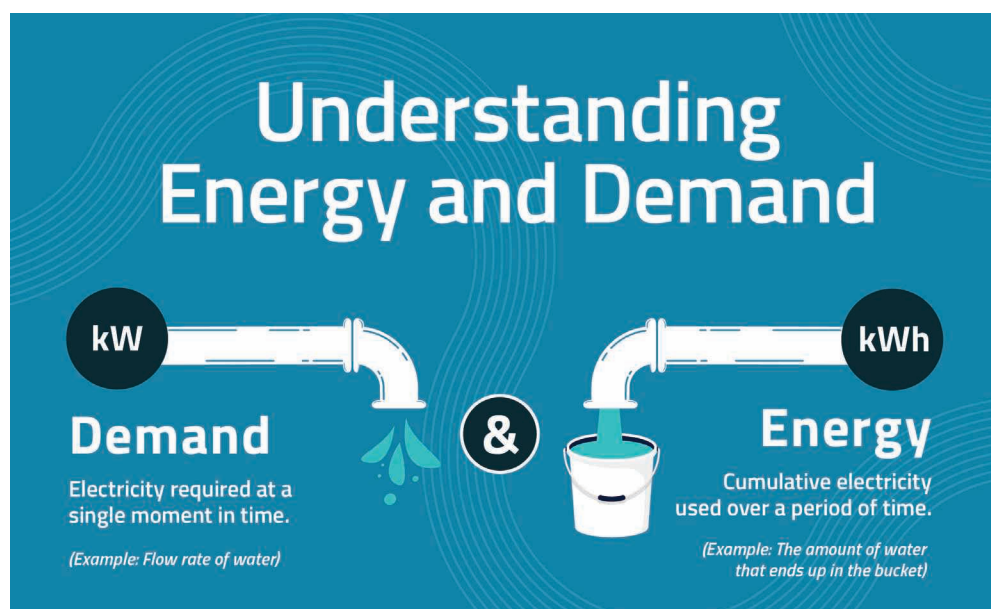 Understanding
Energy and Demand
kW
Demand
Electricity required at a
single moment in time.
(Example: Flow rate of water)
&
kWh
Energy
Cumulative electricity
used over a period of time.
(Example: The amount of water
that ends up in the bucket)